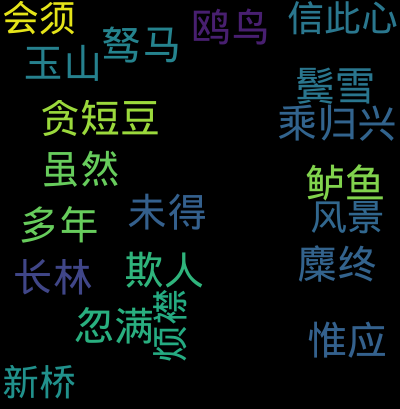 会须
鸥鸟
信此心
驽马
玉山
鬓雪
贪短豆
乘归兴
虽然
鲈鱼
多年
未得
风景
长林
欺人
麋终
忽满
烦襟
惟应
新桥